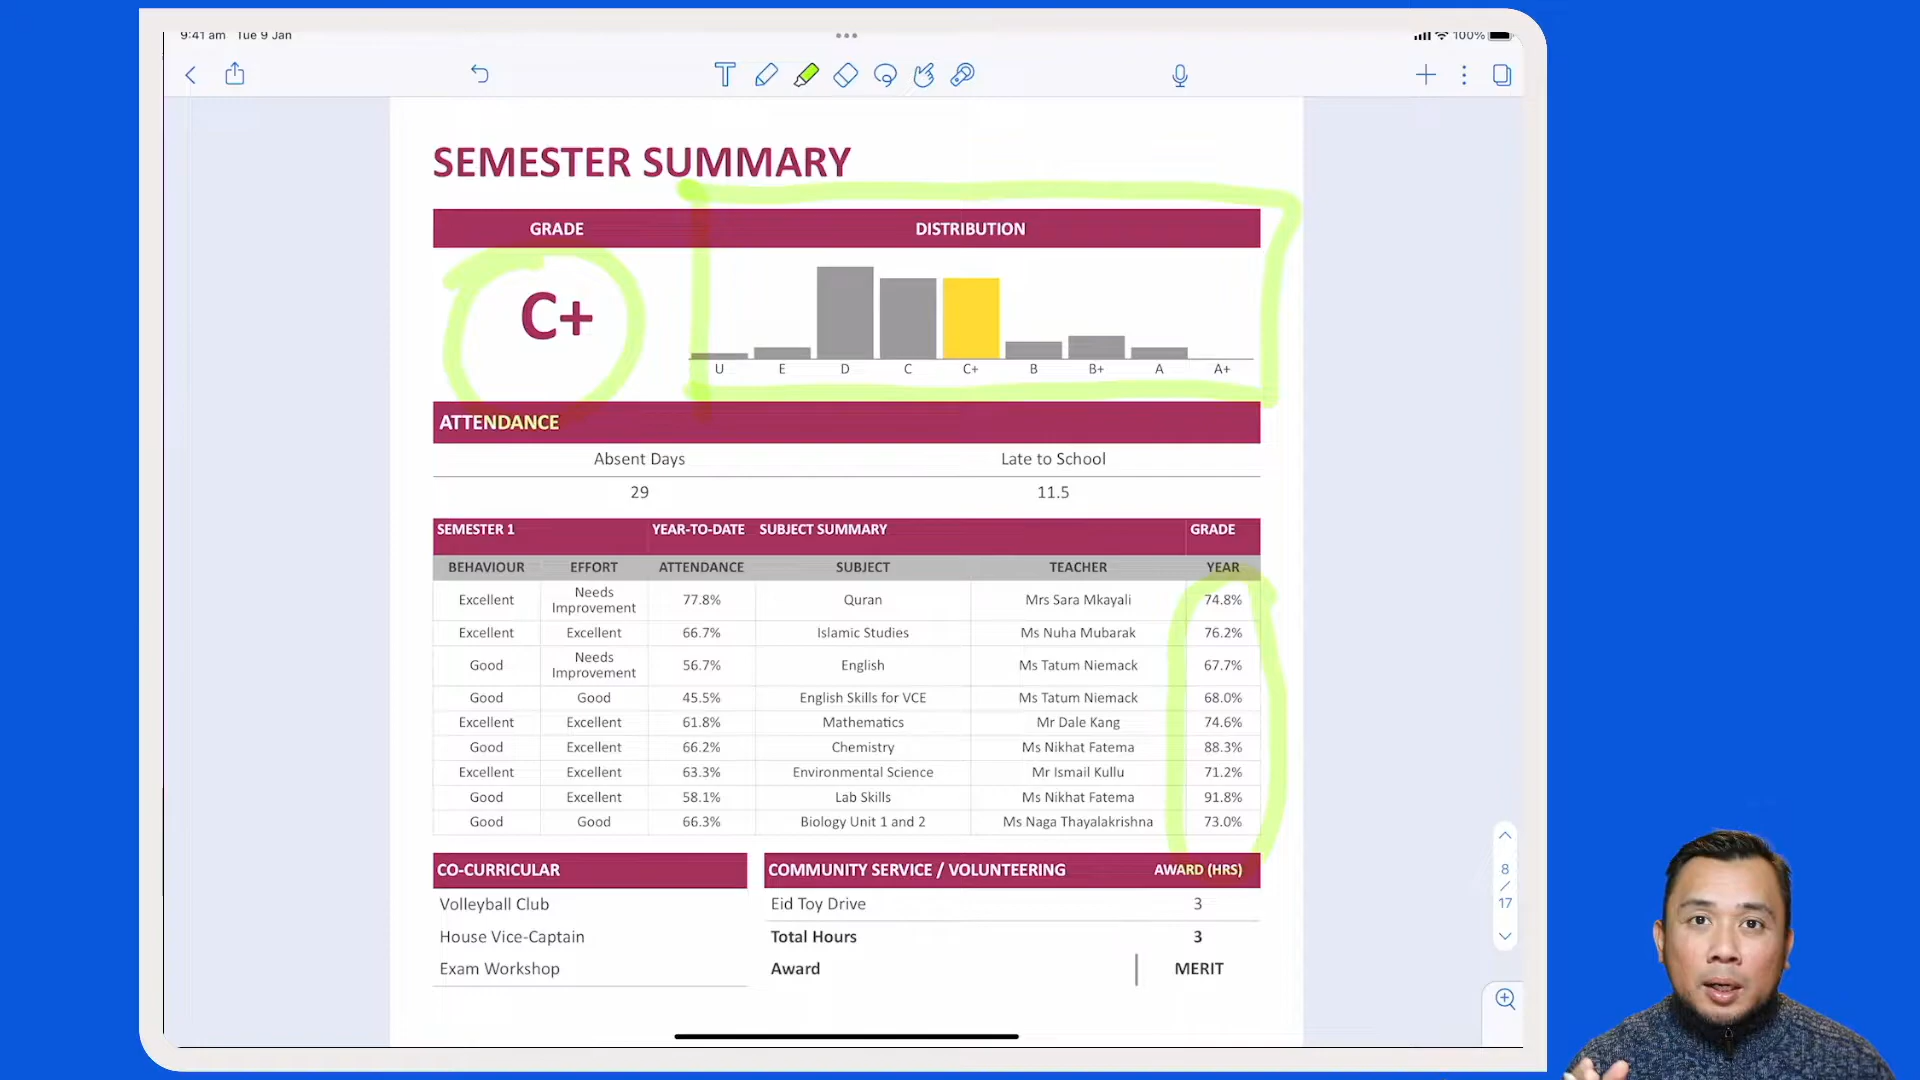 9:41 am Tue 9 Jan
100%
SEMESTER SUMMARY
GRADE DISTRIBUTION
C+
U E D C C+ B B+ A A+
ATTENDANCE
Absent Days Late to School
29 11.5
SEMESTER 1 YEAR-TO-DATE SUBJECT SUMMARY GRADE
BEHAVIOUR EFFORT ATTENDANCE SUBJECT TEACHER YEAR
Excellent Needs Improvement 77.8% Quran Mrs Sara Mkayali 74.8%
Excellent Excellent 66.7% Islamic Studies Ms Nuha Mubarak 76.2%
Good Needs Improvement 56.7% English Ms Tatum Niemack 67.7%
Good Good 45.5% English Skills for VCE Ms Tatum Niemack 68.0%
Excellent Excellent 61.8% Mathematics Mr Dale Kang 74.6%
Good Excellent 66.2% Chemistry Ms Nikhat Fatema 88.3%
Excellent Excellent 63.3% Environmental Science Mr Ismail Kullu 71.2%
Good Excellent 58.1% Lab Skills Ms Nikhat Fatema 91.8%
Good Good 66.3% Biology Unit 1 and 2 Ms Naga Thayalakrishna 73.0%
CO-CURRICULAR
Volleyball Club
House Vice-Captain
Exam Workshop
COMMUNITY SERVICE / VOLUNTEERING AWARD (HRS)
Eid Toy Drive 3
Total Hours 3
Award MERIT
8
/
17